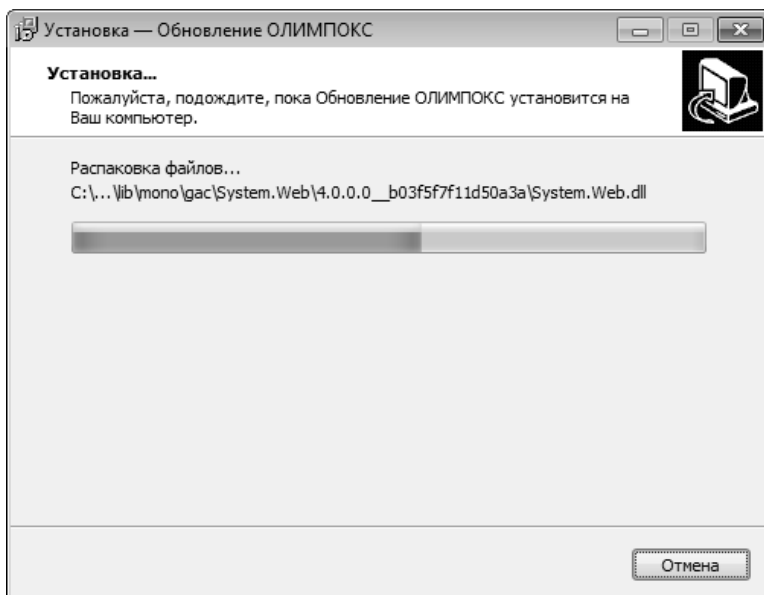 Установка — Обновление ОЛИМПОКС
Установка...
Пожалуйста, подождите, пока Обновление ОЛИМПОКС установится на
Ваш компьютер.
Распаковка файлов...
C:\...\lib\mono\gac\System.Web\4.0.0.0__b03f5f7f11d50a3a\System.Web.dll
Отмена